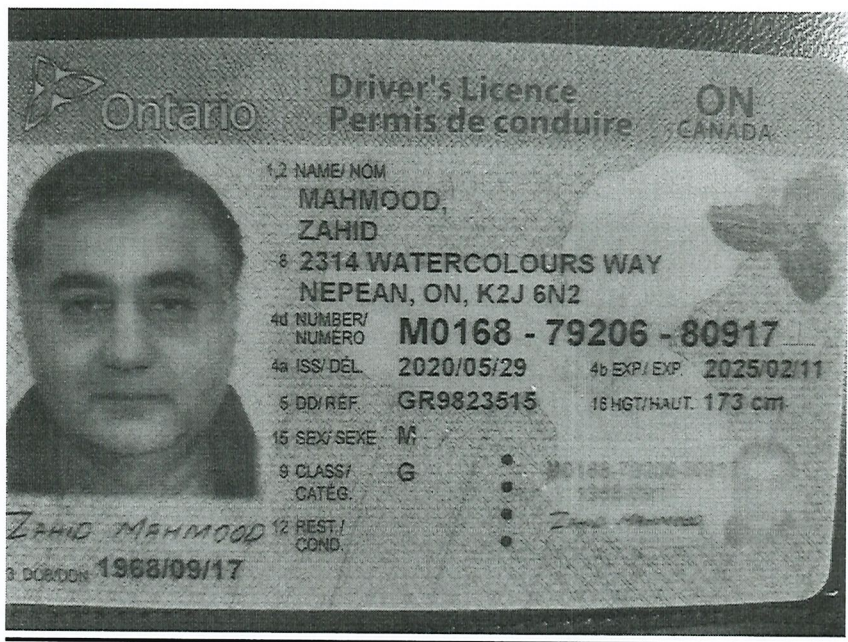 Ontario
Driver's Licence
Permis de conduire
ON
CANADA
1,2 NAME/ NOM
MAHMOOD,
ZAHID
8 2314 WATERCOLOURS WAY
NEPEAN, ON, K2J 6N2
4d NUMBER/ NUMÉRO M0168 - 79206 - 80917
4a ISS/ DÉL. 2020/05/29 4b EXP./ EXP. 2025/02/11
5 DD/ RÉF. GR9823515 16 HGT/HAUT. 173 cm
15 SEX/ SEXE M
9 CLASS/ CATÉG. G
12 REST./ COND.
ZAHID MAHMOOD
ZAHID MAHMOOD
3 DOB/DDN 1968/09/17